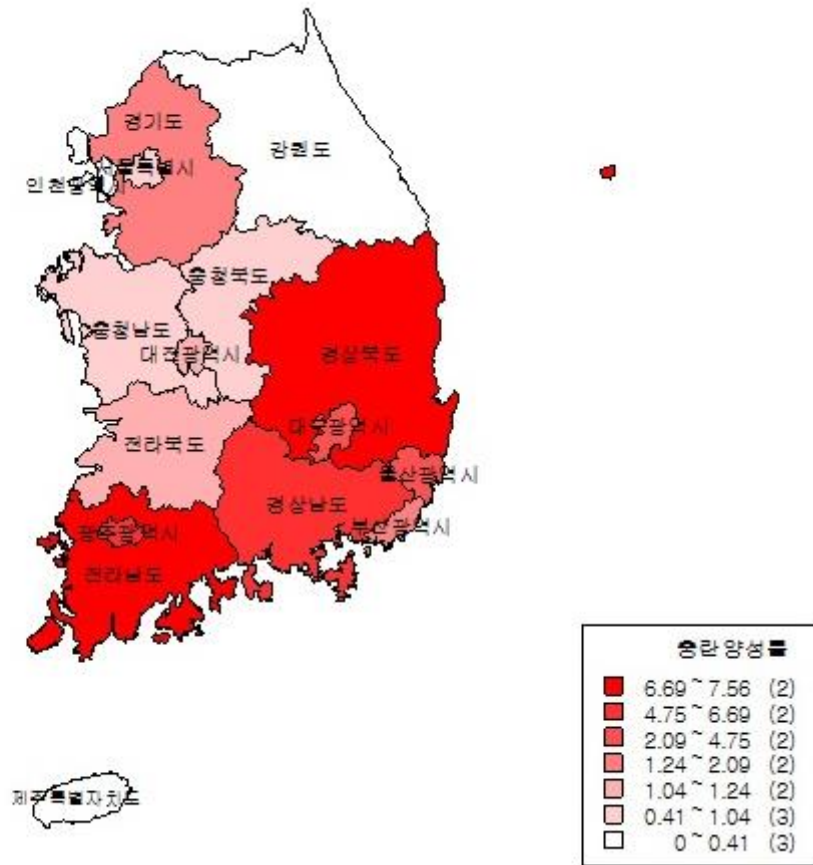 경기도
강원도
서울특별시
인천광역시
충청북도
충청남도
대전광역시
경상북도
대구광역시
전라북도
울산광역시
경상남도
부산광역시
광주광역시
전라남도
제주특별자치도
충란 양성률
6.69 ~ 7.56 (2)
4.75 ~ 6.69 (2)
2.09 ~ 4.75 (2)
1.24 ~ 2.09 (2)
1.04 ~ 1.24 (2)
0.41 ~ 1.04 (3)
0 ~ 0.41 (3)